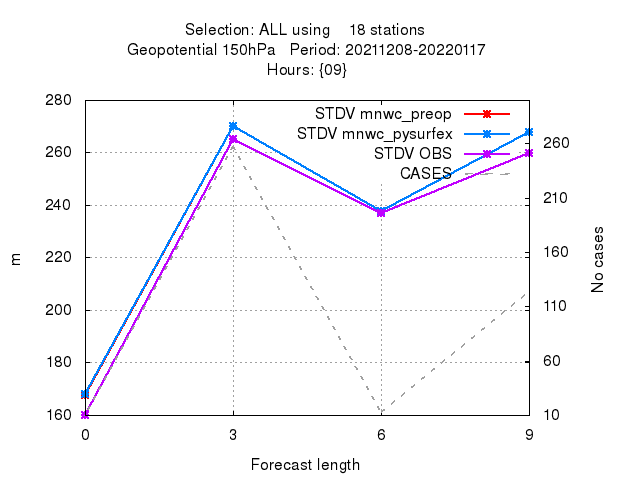 Selection: ALL using    18 stations
Geopotential 150hPa   Period: 20211208-20220117
Hours: {09}
STDV mnwc_preop
STDV mnwc_pysurfex
STDV OBS
CASES
280
260
240
220
200
180
160
m
260
210
160
110
60
10
No cases
0 3 6 9
Forecast length